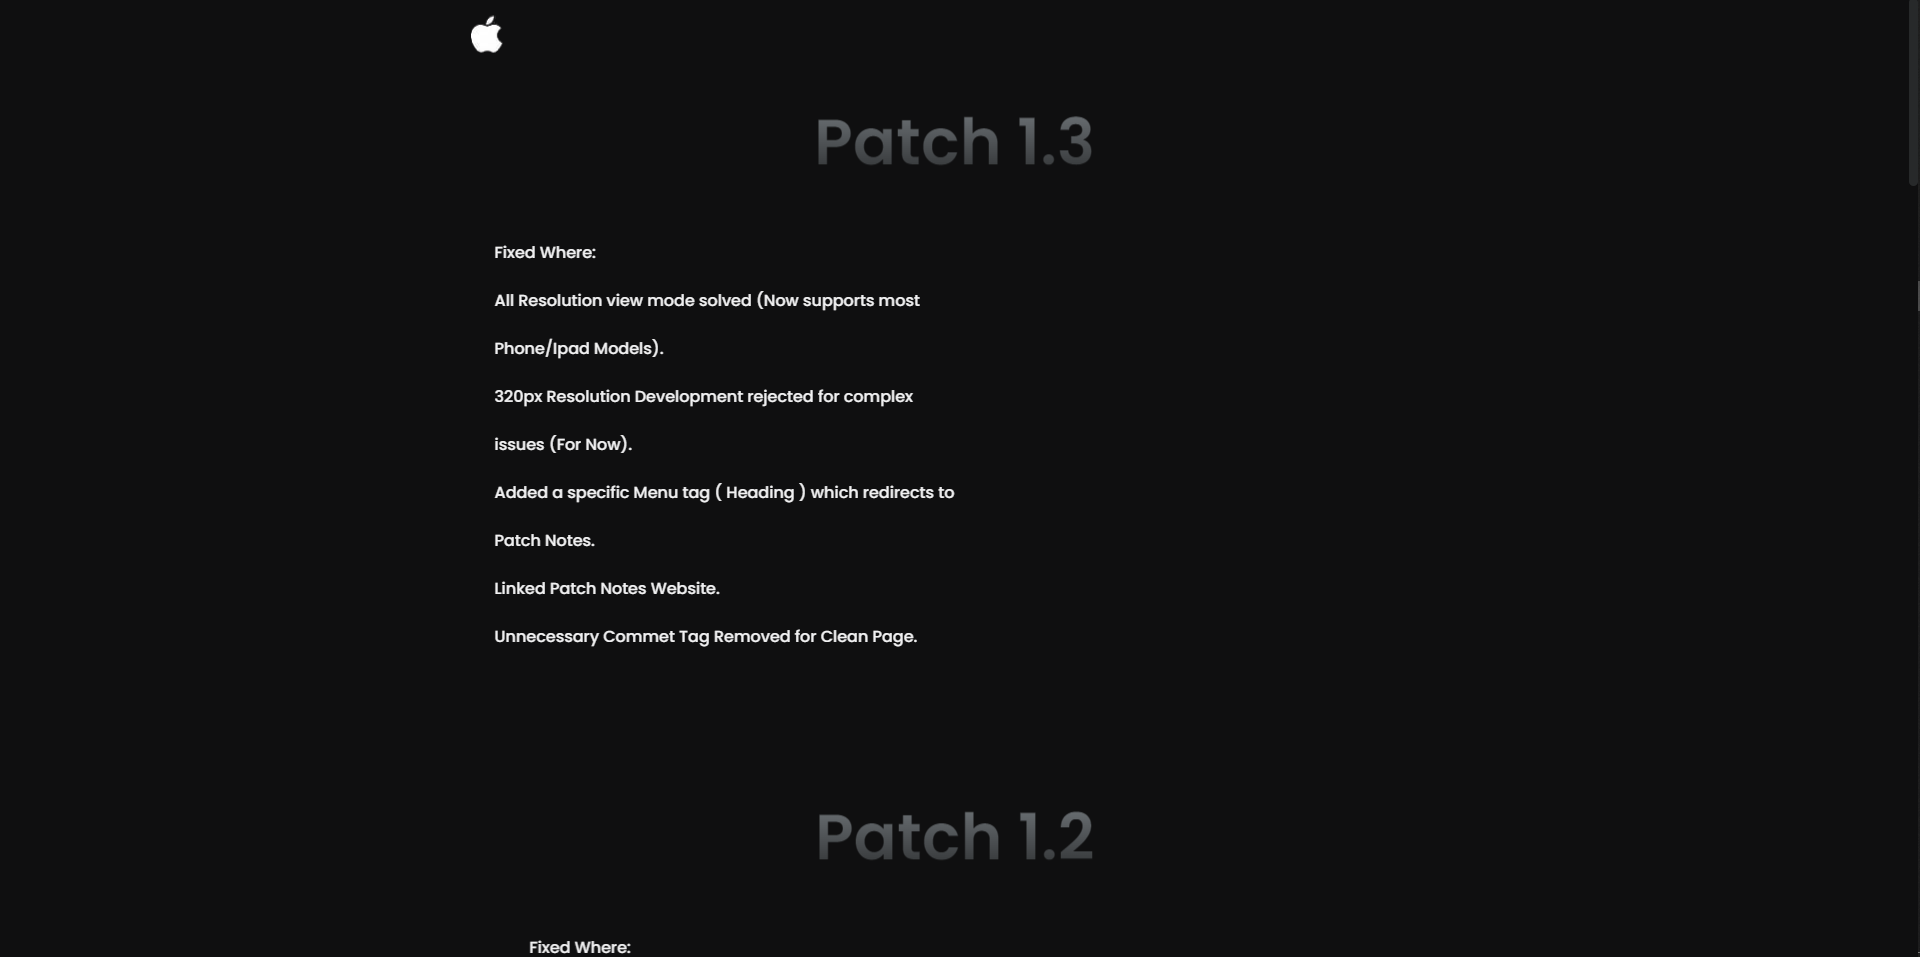 Patch 1.3
Fixed Where:
All Resolution view mode solved (Now supports most
Phone/Ipad Models).
320px Resolution Development rejected for complex
issues (For Now).
Added a specific Menu tag ( Heading ) which redirects to
Patch Notes.
Linked Patch Notes Website.
Unnecessary Commet Tag Removed for Clean Page.
Patch 1.2
Fixed Where: